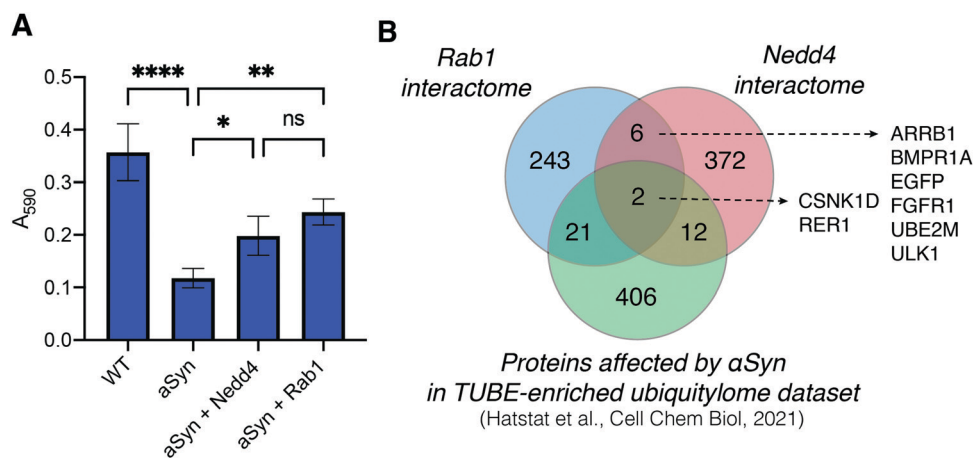 A
****
**
*
ns
0.5
0.4
0.3
0.2
0.1
0.0
A590
WT
aSyn
aSyn + Nedd4
aSyn + Rab1
B
Rab1
interactome
Nedd4
interactome
243
6
372
2
21
12
406
ARRB1
BMPR1A
EGFP
FGFR1
UBE2M
ULK1
CSNK1D
RER1
Proteins affected by αSyn
in TUBE-enriched ubiquitylome dataset
(Hatstat et al., Cell Chem Biol, 2021)